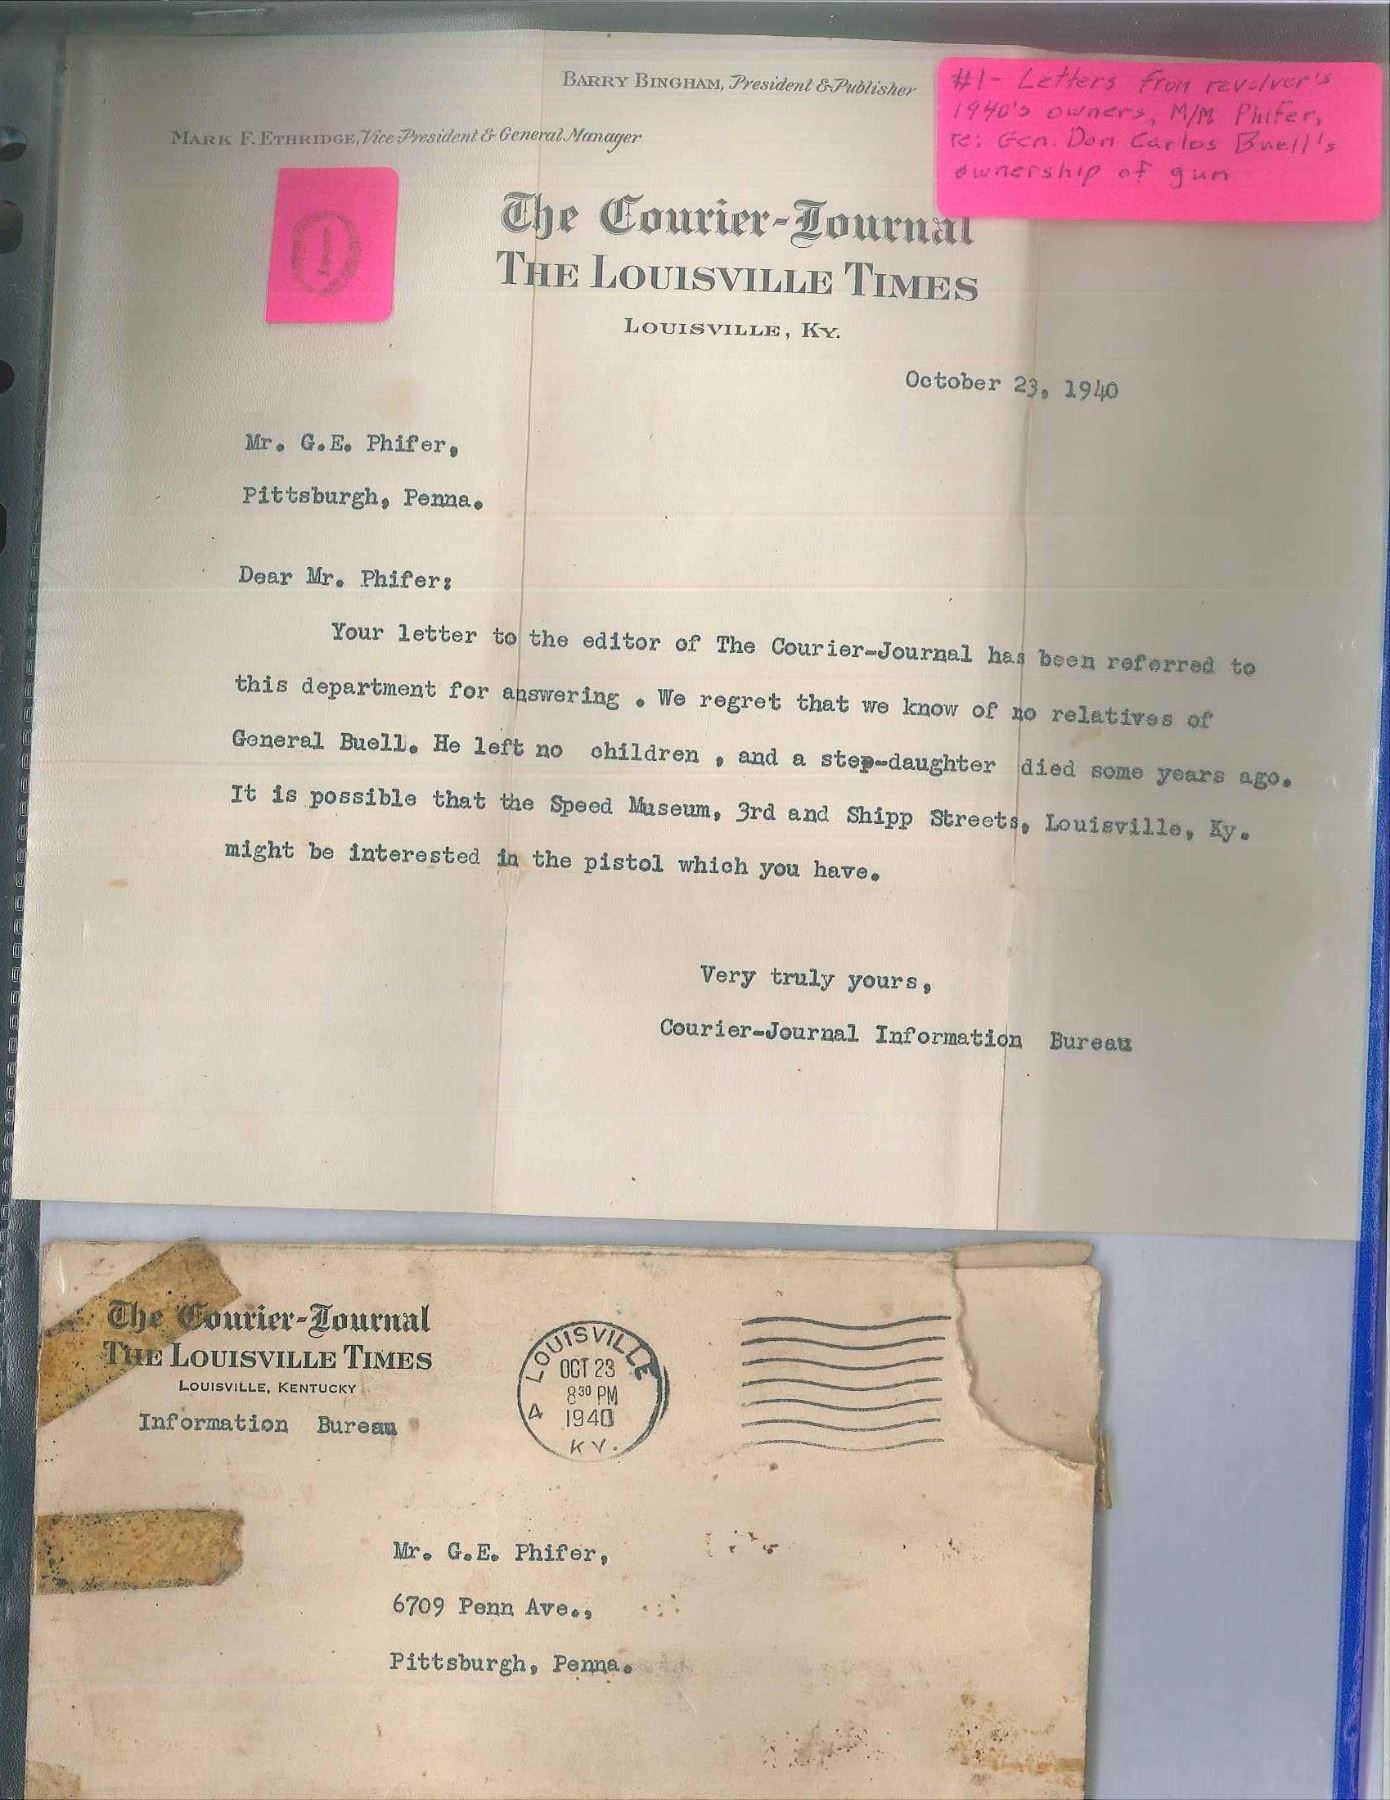 BARRY BINGHAM, President & Publisher
MARK F. ETHRIDGE, Vice-President & General Manager
#1- Letters from revolver's
1940's owners, M/M Phifer,
re: Gen. Don Carlos Buell's
ownership of gun
1
The Courier-Journal
THE LOUISVILLE TIMES
LOUISVILLE, KY.
October 23, 1940
Mr. G.E. Phifer,
Pittsburgh, Penna.
Dear Mr. Phifer:
Your letter to the editor of The Courier-Journal has been referred to
this department for answering . We regret that we know of no relatives of
General Buell. He left no children , and a step-daughter died some years ago.
It is possible that the Speed Museum, 3rd and Shipp Streets, Louisville, Ky.
might be interested in the pistol which you have.
Very truly yours,
Courier-Journal Information Bureau
The Courier-Journal
THE LOUISVILLE TIMES
LOUISVILLE, KENTUCKY
Information Bureau
LOUISVILLE
OCT 23
8 30 PM
1940
KY.
4
Mr. G.E. Phifer,
6709 Penn Ave.,
Pittsburgh, Penna.